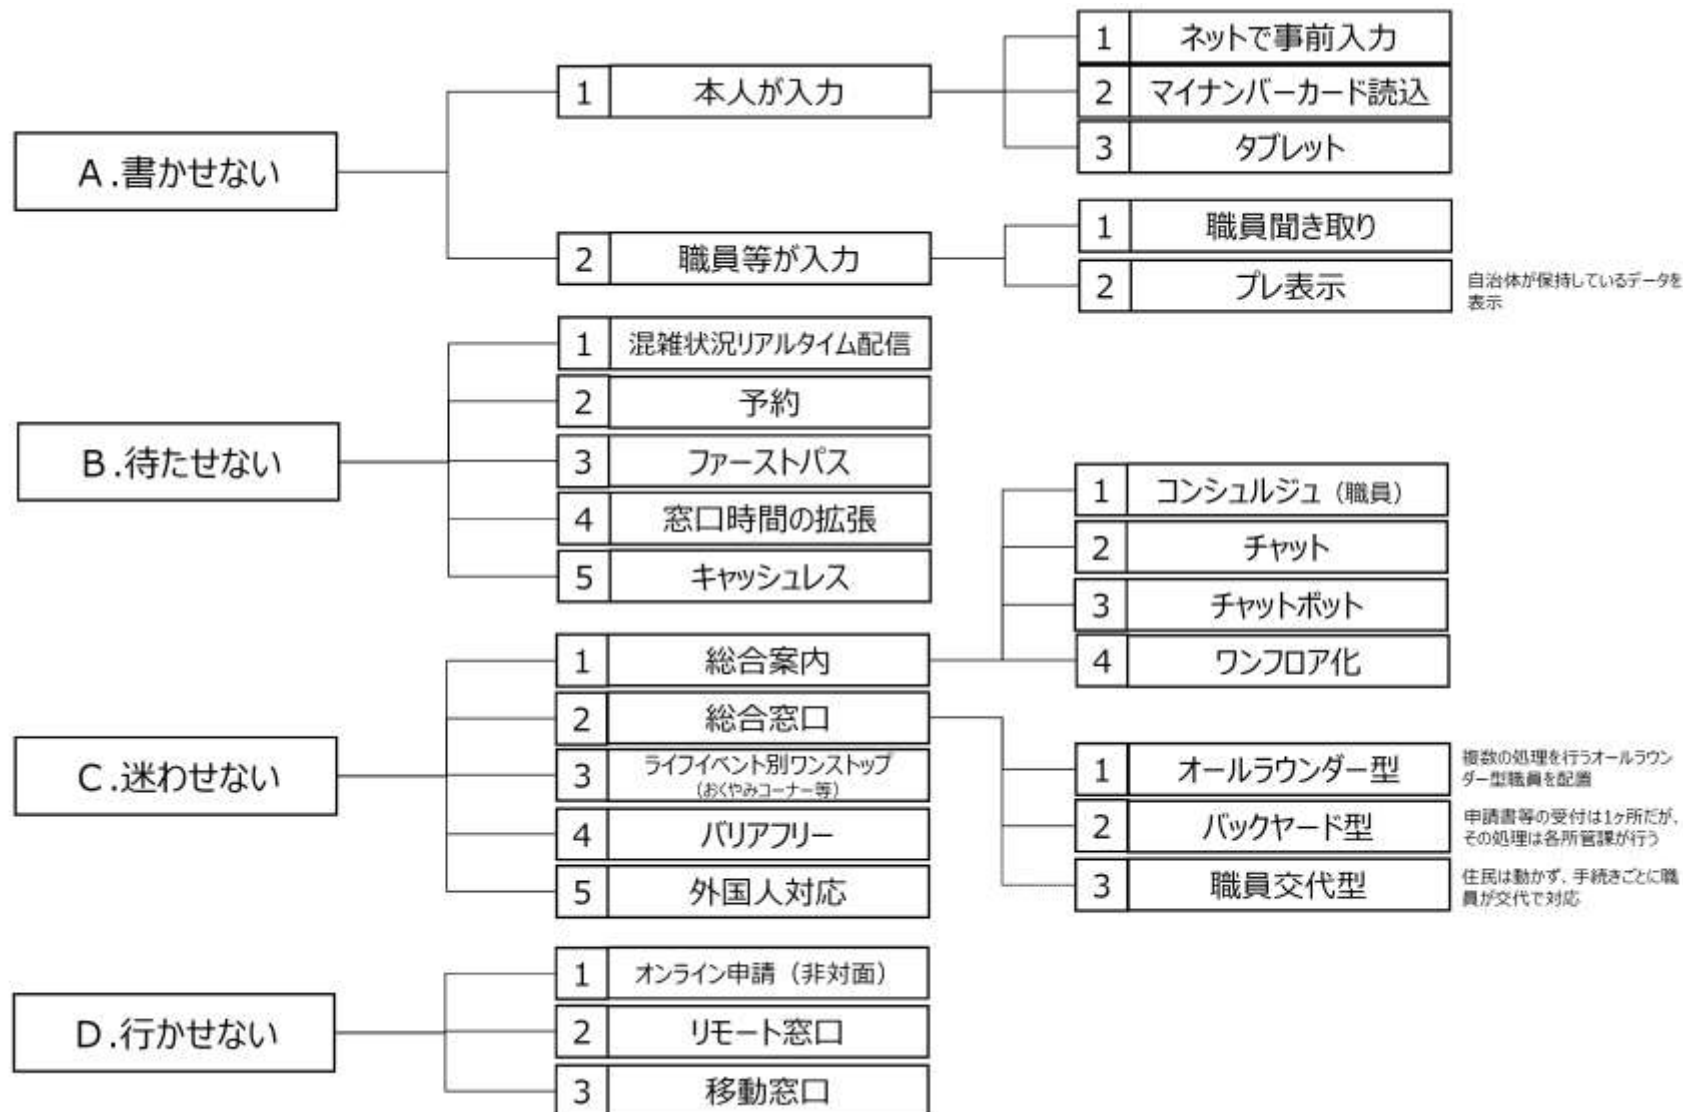 A.書かせない
1 本人が入力
1 ネットで事前入力
2 マイナンバーカード読込
3 タブレット
2 職員等が入力
1 職員聞き取り
2 プレ表示
自治体が保持しているデータを
表示
B.待たせない
1 混雑状況リアルタイム配信
2 予約
3 ファーストパス
4 窓口時間の拡張
5 キャッシュレス
C.迷わせない
1 総合案内
1 コンシュルジュ（職員）
2 チャット
3 チャットボット
4 ワンフロア化
2 総合窓口
1 オールラウンダー型
複数の処理を行うオールラウン
ダー型職員を配置
2 バックヤード型
申請書等の受付は1ヶ所だが、
その処理は各所管課が行う
3 職員交代型
住民は動かず、手続きごとに職
員が交代で対応
3 ライフイベント別ワンストップ
（おくやみコーナー等）
4 バリアフリー
5 外国人対応
D.行かせない
1 オンライン申請（非対面）
2 リモート窓口
3 移動窓口